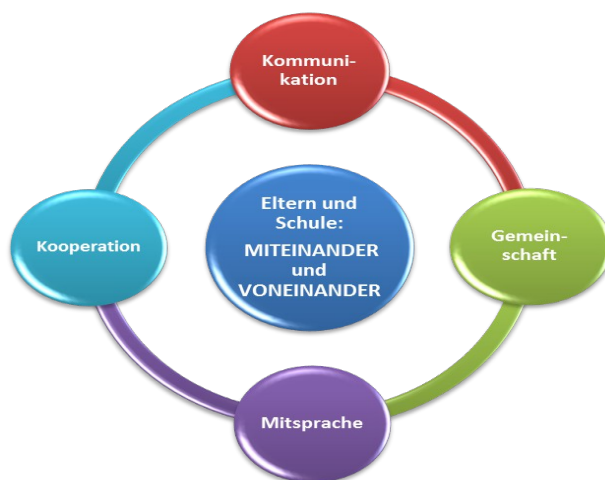 Kommuni-
kation
Eltern und
Schule:
MITEINANDER
und
VONEINANDER
Kooperation
Gemein-
schaft
Mitsprache